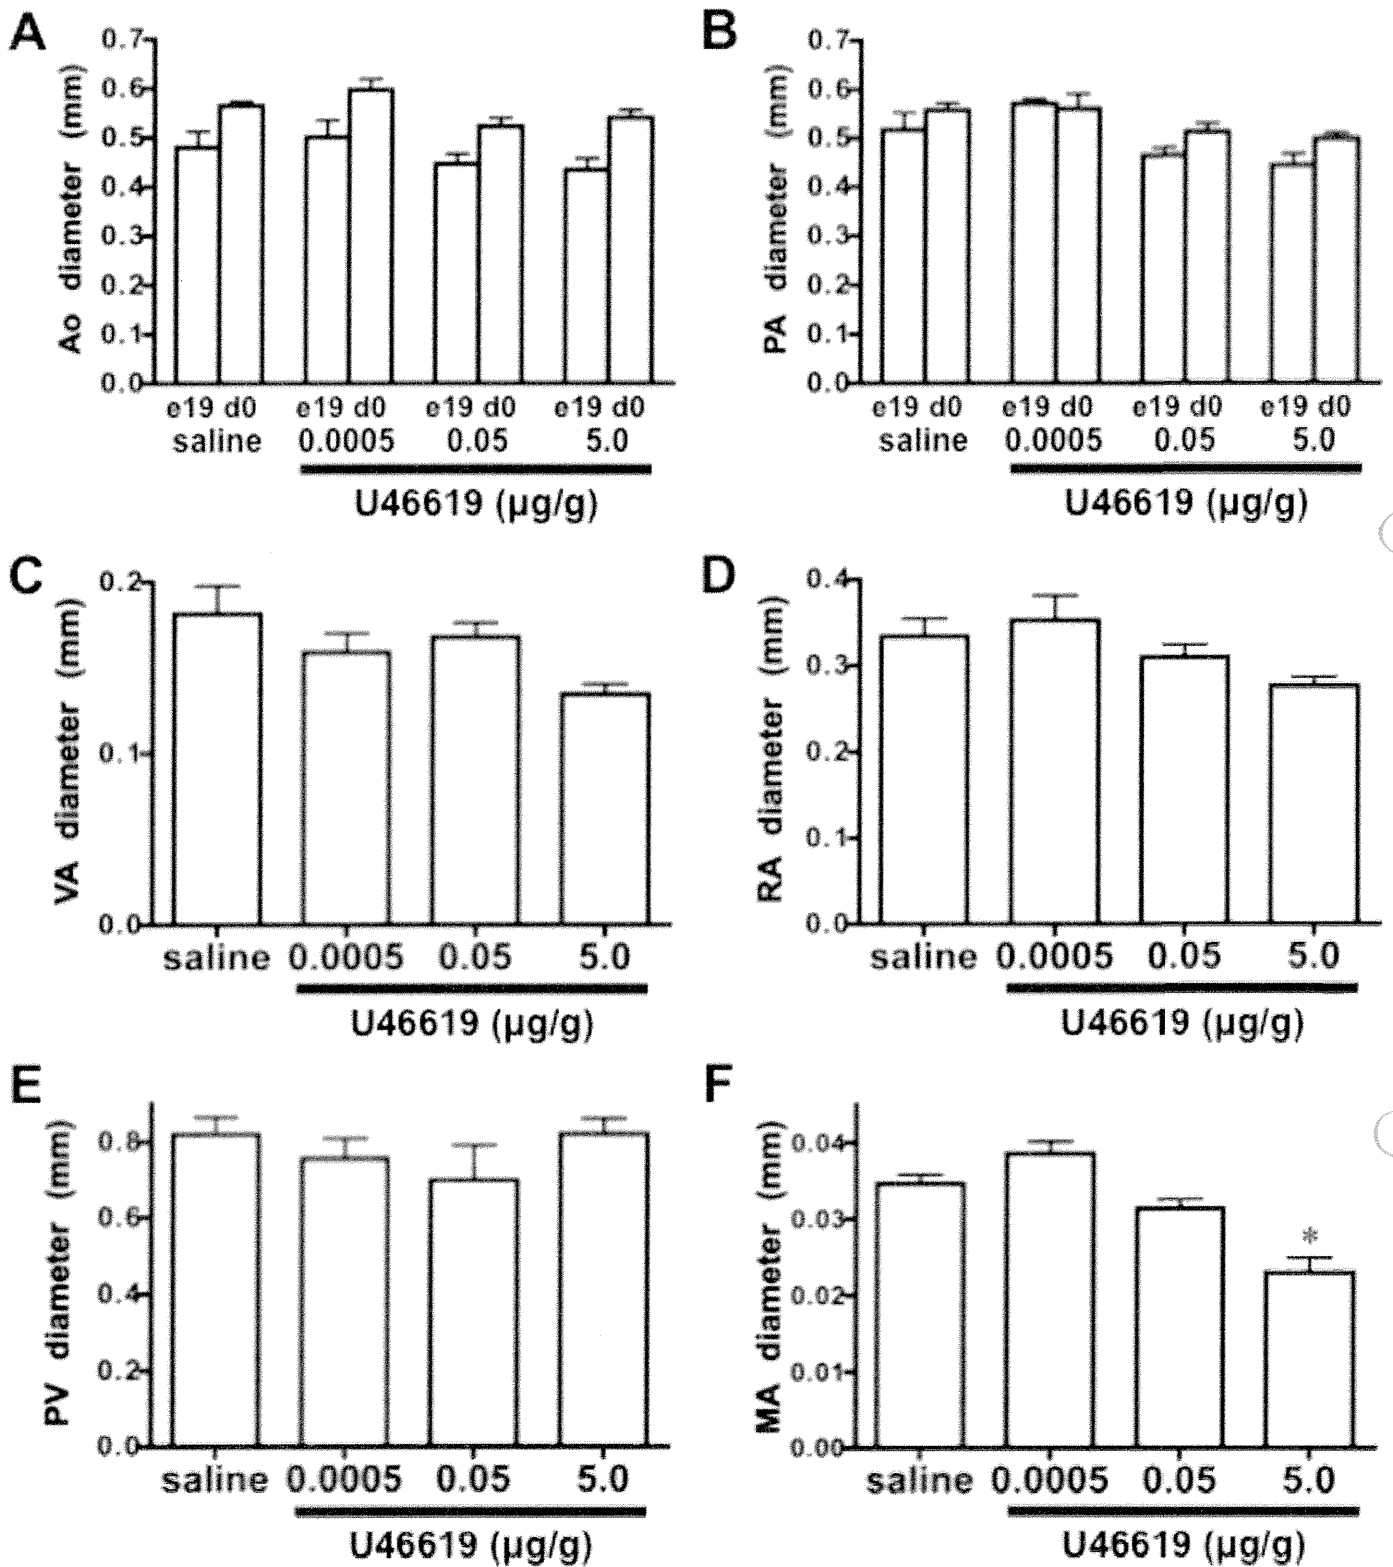 A
Ao diameter (mm)
0.7
0.6
0.5
0.4
0.3
0.2
0.1
0.0
e19 d0 e19 d0 e19 d0 e19 d0
saline 0.0005 0.05 5.0
U46619 (µg/g)
B
PA diameter (mm)
0.7
0.6
0.5
0.4
0.3
0.2
0.1
0.0
e19 d0 e19 d0 e19 d0 e19 d0
saline 0.0005 0.05 5.0
U46619 (µg/g)
C
VA diameter (mm)
0.2
0.1
0.0
saline 0.0005 0.05 5.0
U46619 (µg/g)
D
RA diameter (mm)
0.4
0.3
0.2
0.1
0.0
saline 0.0005 0.05 5.0
U46619 (µg/g)
E
PV diameter (mm)
0.8
0.6
0.4
0.2
0.0
saline 0.0005 0.05 5.0
U46619 (µg/g)
F
MA diameter (mm)
0.04
0.03
0.02
0.01
0.00
*
saline 0.0005 0.05 5.0
U46619 (µg/g)